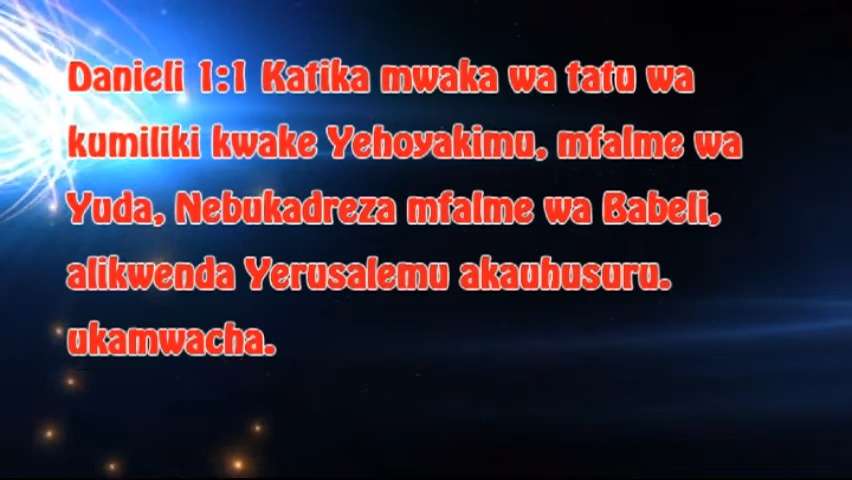 Danieli 1:1 Katika mwaka wa tatu wa
kumiliki kwake Yehoyakimu, mfalme wa
Yuda, Nebukadreza mfalme wa Babeli,
alikwenda Yerusalemu akauhusuru.
ukamwacha.